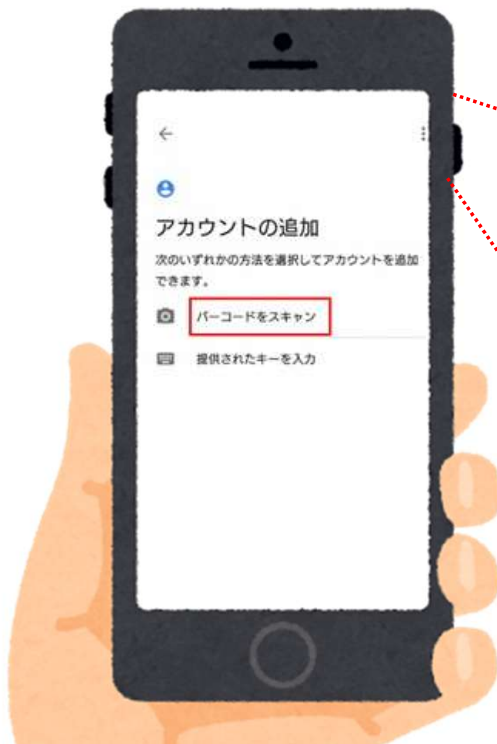 アカウントの追加
次のいずれかの方法を選択してアカウントを追加
できます。
バーコードをスキャン
提供されたキーを入力